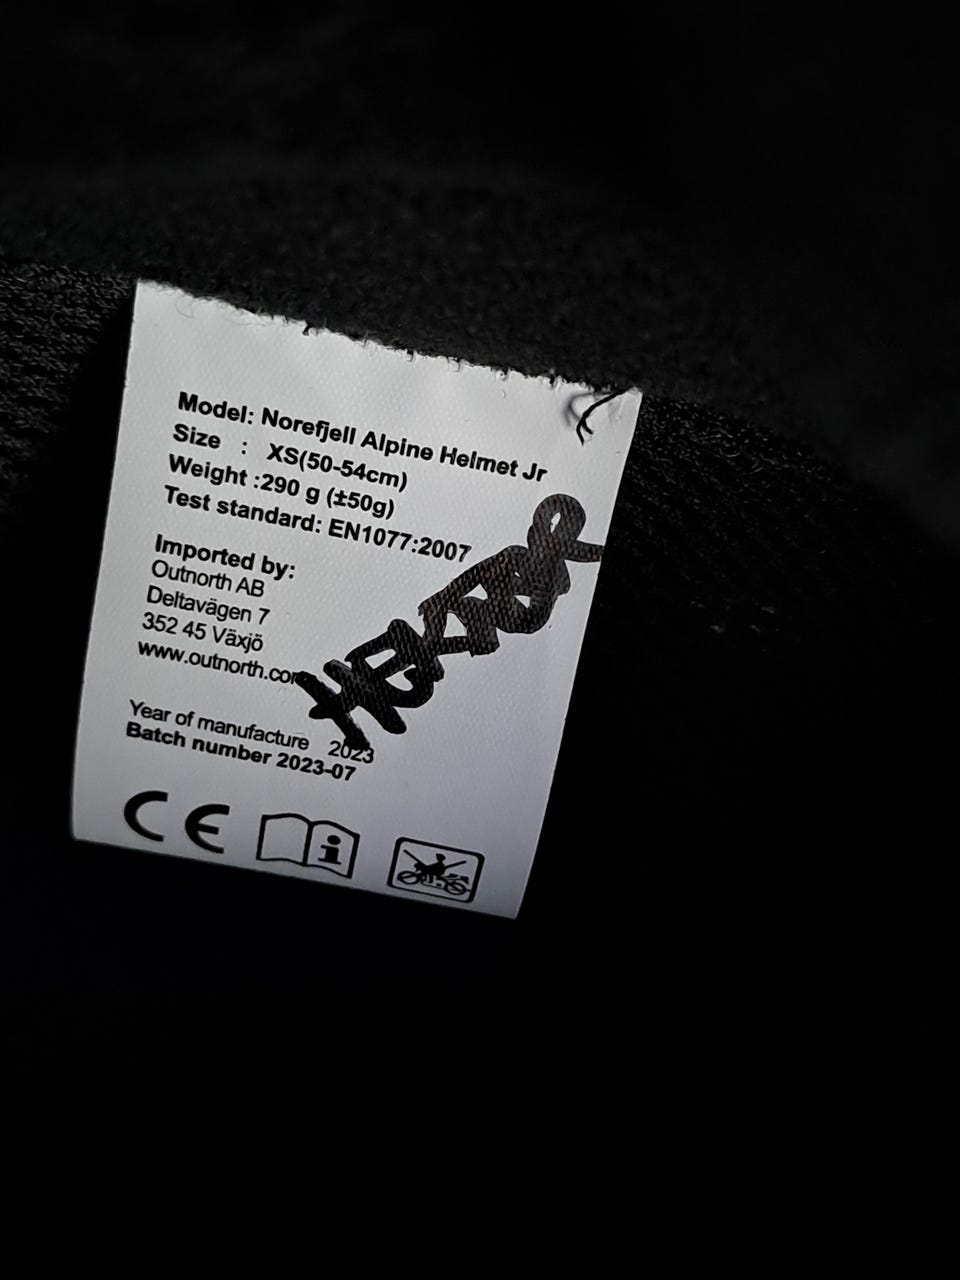 Model: Norefjell Alpine Helmet Jr
Size : XS(50-54cm)
Weight :290 g (±50g)
Test standard: EN1077:2007
Imported by:
Outnorth AB
Deltavägen 7
352 45 Växjö
www.outnorth.com
Year of manufacture 2023
Batch number 2023-07
CE